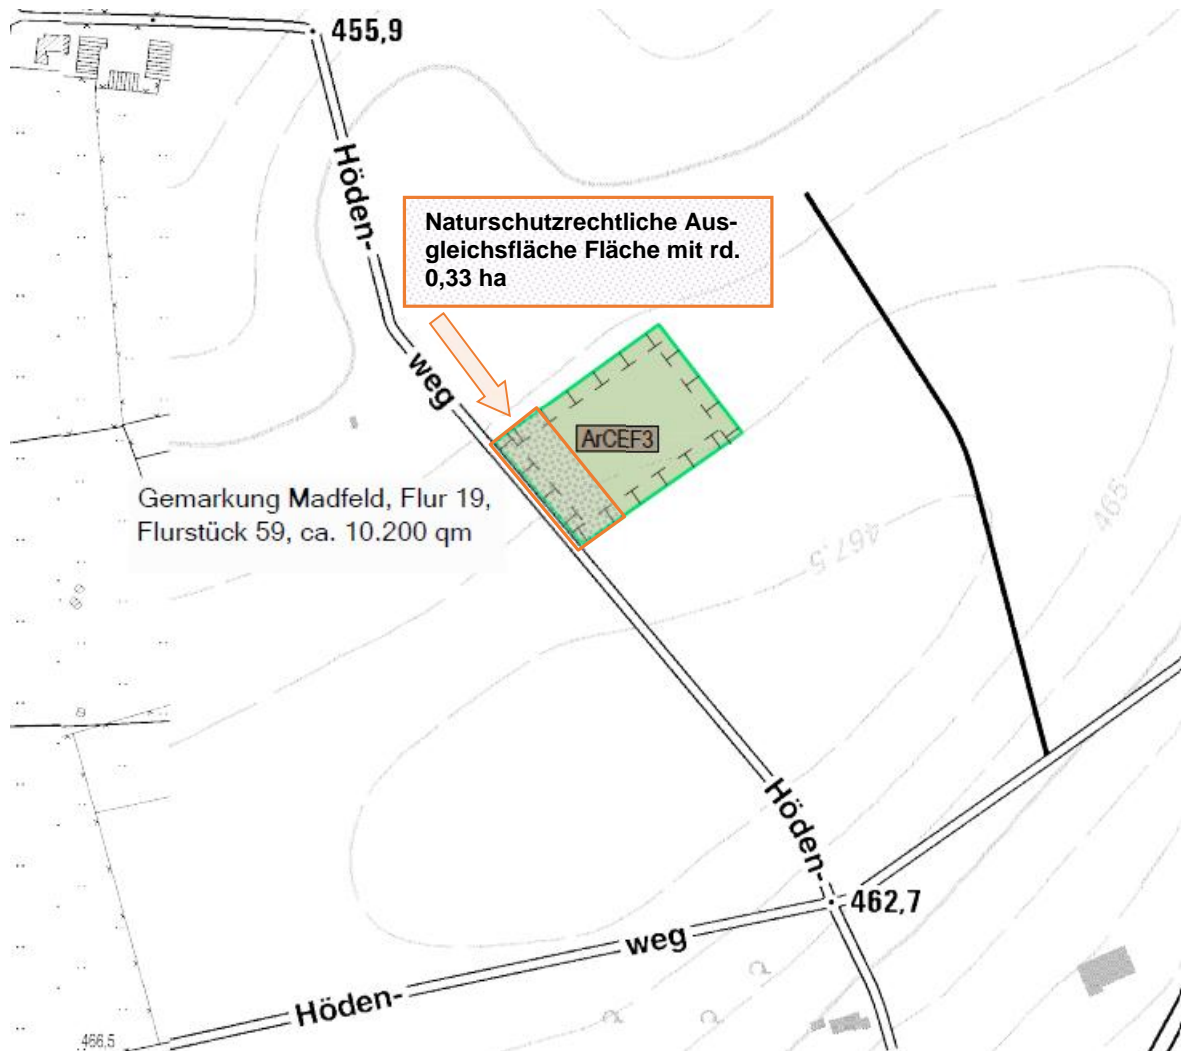 455,9
Höden-
Naturschutzrechtliche Aus-
gleichsfläche Fläche mit rd.
0,33 ha
weg
ArCEF3
Gemarkung Madfeld, Flur 19,
Flurstück 59, ca. 10.200 qm
465
467.5
Höden-
462,7
weg
Höden-
466,5